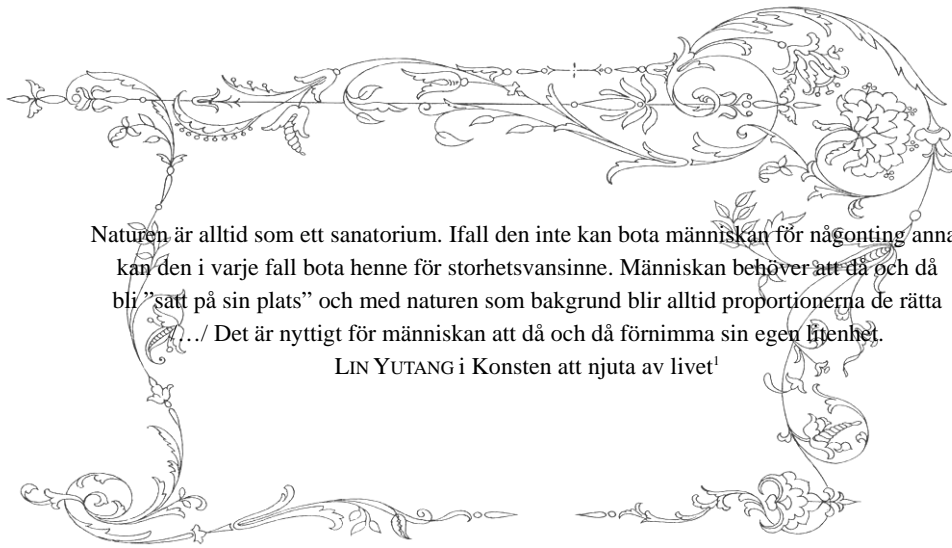 Naturen är alltid som ett sanatorium. Ifall den inte kan bota människan för någonting anna
kan den i varje fall bota henne för storhetsvansinne. Människan behöver att då och då
bli ”satt på sin plats” och med naturen som bakgrund blir alltid proportionerna de rätta
/…/ Det är nyttigt för människan att då och då förnimma sin egen litenhet.
LIN YUTANG i Konsten att njuta av livet¹